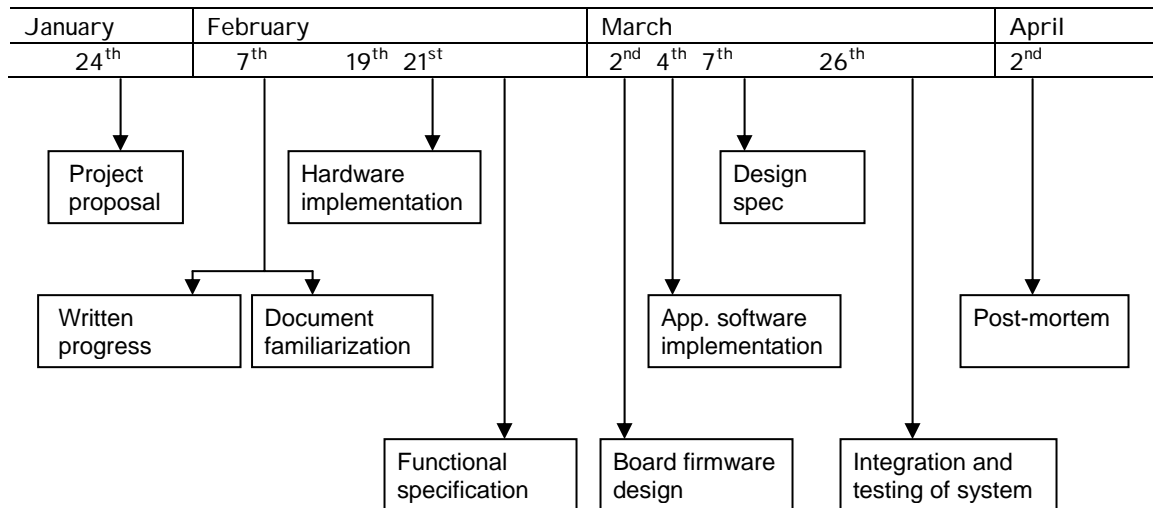 January February March April
24th 7th 19th 21st 2nd 4th 7th 26th 2nd
Project
proposal
Hardware
implementation
Design
spec
Written
progress
Document
familiarization
App. software
implementation
Post-mortem
Functional
specification
Board firmware
design
Integration and
testing of system